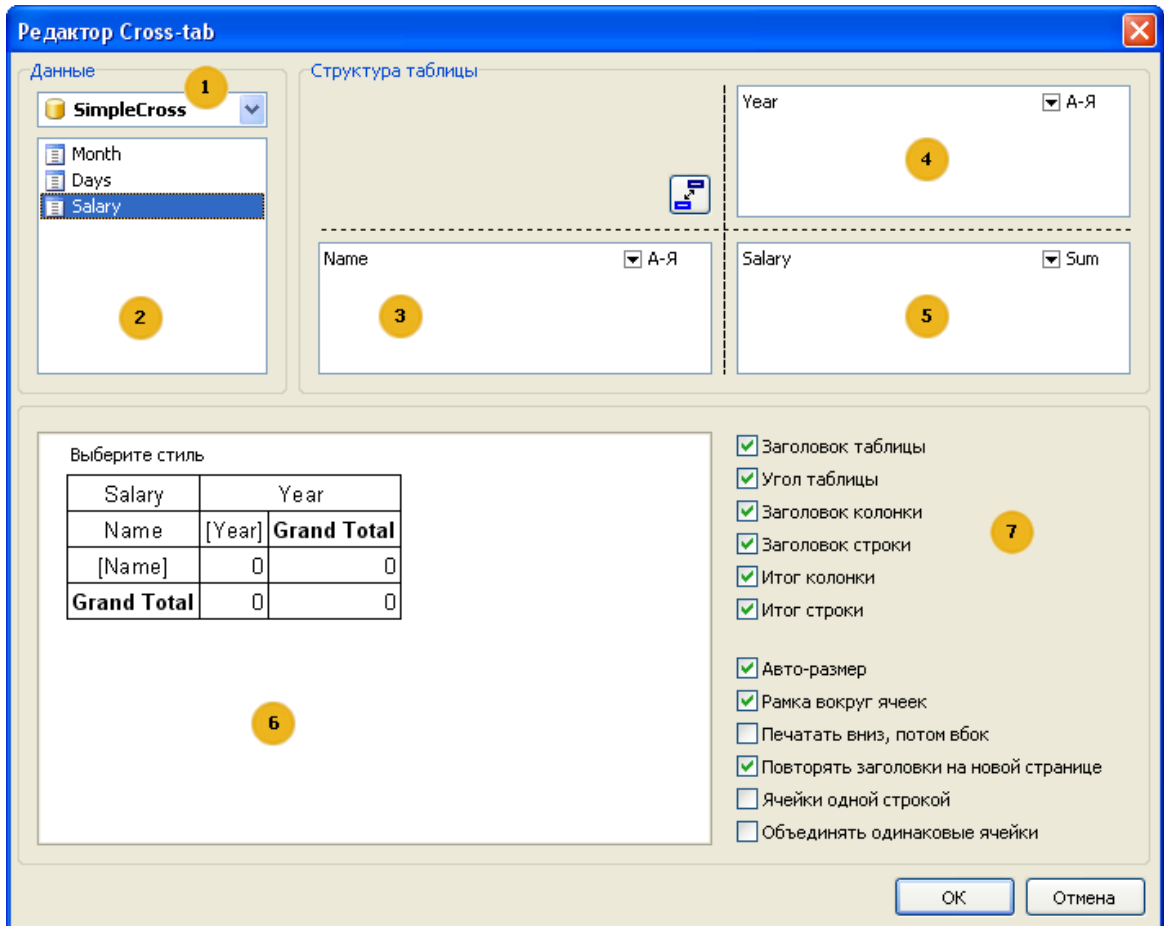 Редактор Cross-tab
Данные
1
SimpleCross
Month
Days
Salary
2
Структура таблицы
Year А-Я
4
Name А-Я
3
Salary Sum
5
Выберите стиль
Salary Year
Name [Year] Grand Total
[Name] 0 0
Grand Total 0 0
6
Заголовок таблицы
Угол таблицы
Заголовок колонки
Заголовок строки
Итог колонки
Итог строки
7
Авто-размер
Рамка вокруг ячеек
Печатать вниз, потом вбок
Повторять заголовки на новой странице
Ячейки одной строкой
Объединять одинаковые ячейки
ОК
Отмена